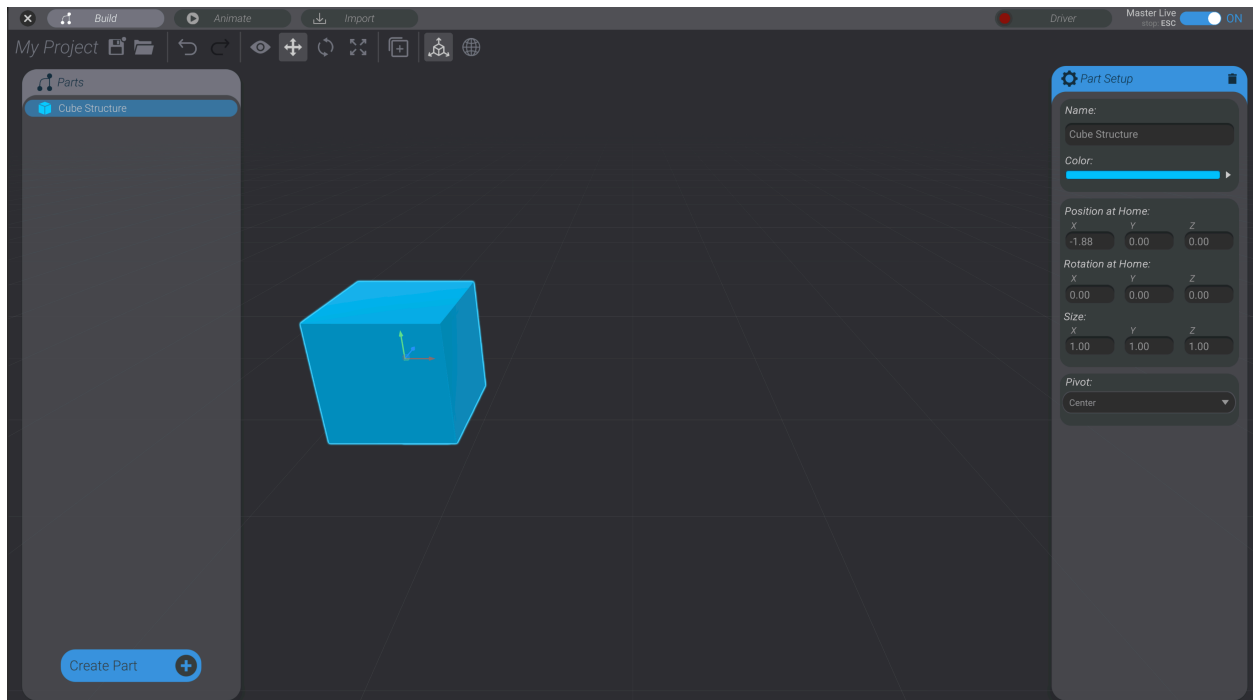 Build
Animate
Import
Driver
Master Live
stop: ESC
ON
My Project
Parts
Cube Structure
Create Part
Part Setup
Name:
Cube Structure
Color:
Position at Home:
X Y Z
-1.88 0.00 0.00
Rotation at Home:
X Y Z
0.00 0.00 0.00
Size:
X Y Z
1.00 1.00 1.00
Pivot:
Center